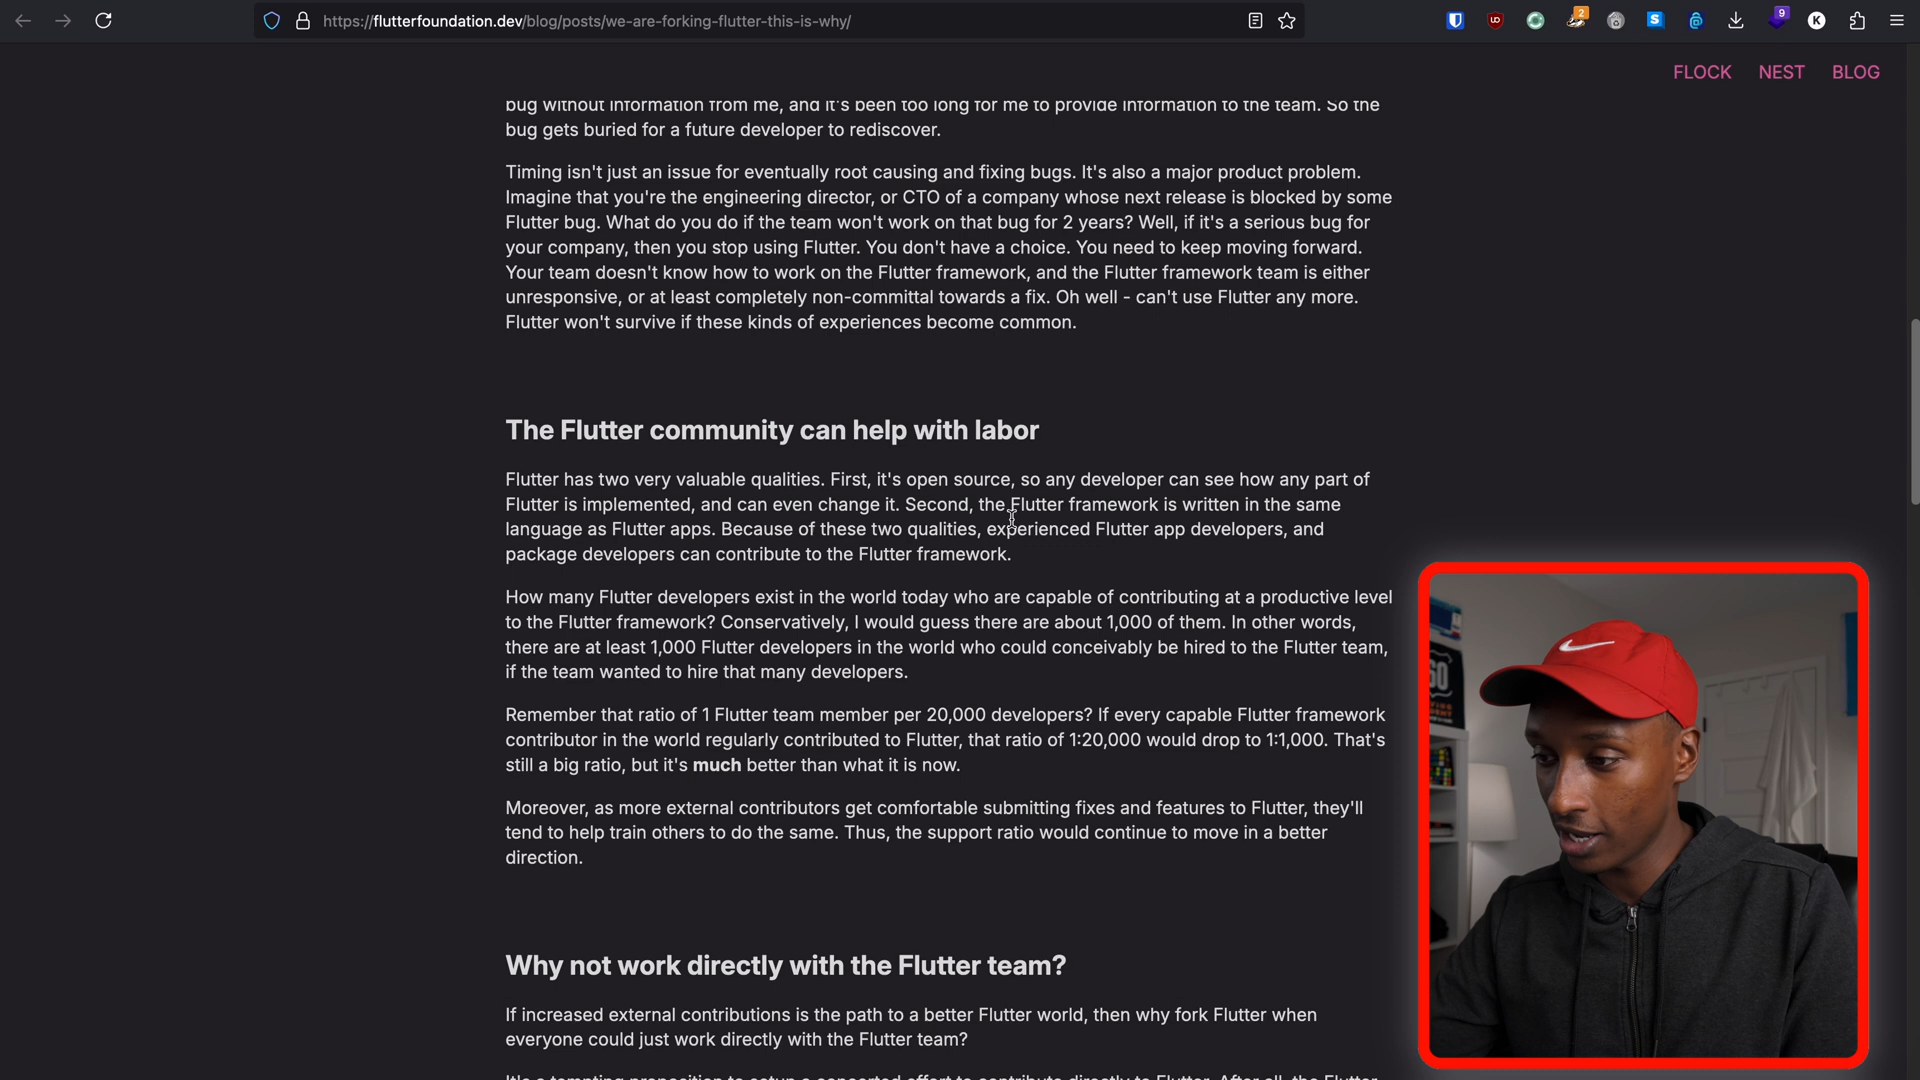 https://flutterfoundation.dev/blog/posts/we-are-forking-flutter-this-is-why/
2
9
K
FLOCK NEST BLOG
bug without information from me, and it's been too long for me to provide information to the team. So the
bug gets buried for a future developer to rediscover.
Timing isn't just an issue for eventually root causing and fixing bugs. It's also a major product problem.
Imagine that you're the engineering director, or CTO of a company whose next release is blocked by some
Flutter bug. What do you do if the team won't work on that bug for 2 years? Well, if it's a serious bug for
your company, then you stop using Flutter. You don't have a choice. You need to keep moving forward.
Your team doesn't know how to work on the Flutter framework, and the Flutter framework team is either
unresponsive, or at least completely non-committal towards a fix. Oh well - can't use Flutter any more.
Flutter won't survive if these kinds of experiences become common.
The Flutter community can help with labor
Flutter has two very valuable qualities. First, it's open source, so any developer can see how any part of
Flutter is implemented, and can even change it. Second, the Flutter framework is written in the same
language as Flutter apps. Because of these two qualities, experienced Flutter app developers, and
package developers can contribute to the Flutter framework.
How many Flutter developers exist in the world today who are capable of contributing at a productive level
to the Flutter framework? Conservatively, I would guess there are about 1,000 of them. In other words,
there are at least 1,000 Flutter developers in the world who could conceivably be hired to the Flutter team,
if the team wanted to hire that many developers.
Remember that ratio of 1 Flutter team member per 20,000 developers? If every capable Flutter framework
contributor in the world regularly contributed to Flutter, that ratio of 1:20,000 would drop to 1:1,000. That's
still a big ratio, but it's much better than what it is now.
Moreover, as more external contributors get comfortable submitting fixes and features to Flutter, they'll
tend to help train others to do the same. Thus, the support ratio would continue to move in a better
direction.
Why not work directly with the Flutter team?
If increased external contributions is the path to a better Flutter world, then why fork Flutter when
everyone could just work directly with the Flutter team?
It's a tempting proposition to setup a concerted effort to contribute directly to Flutter. After all, the Flutter